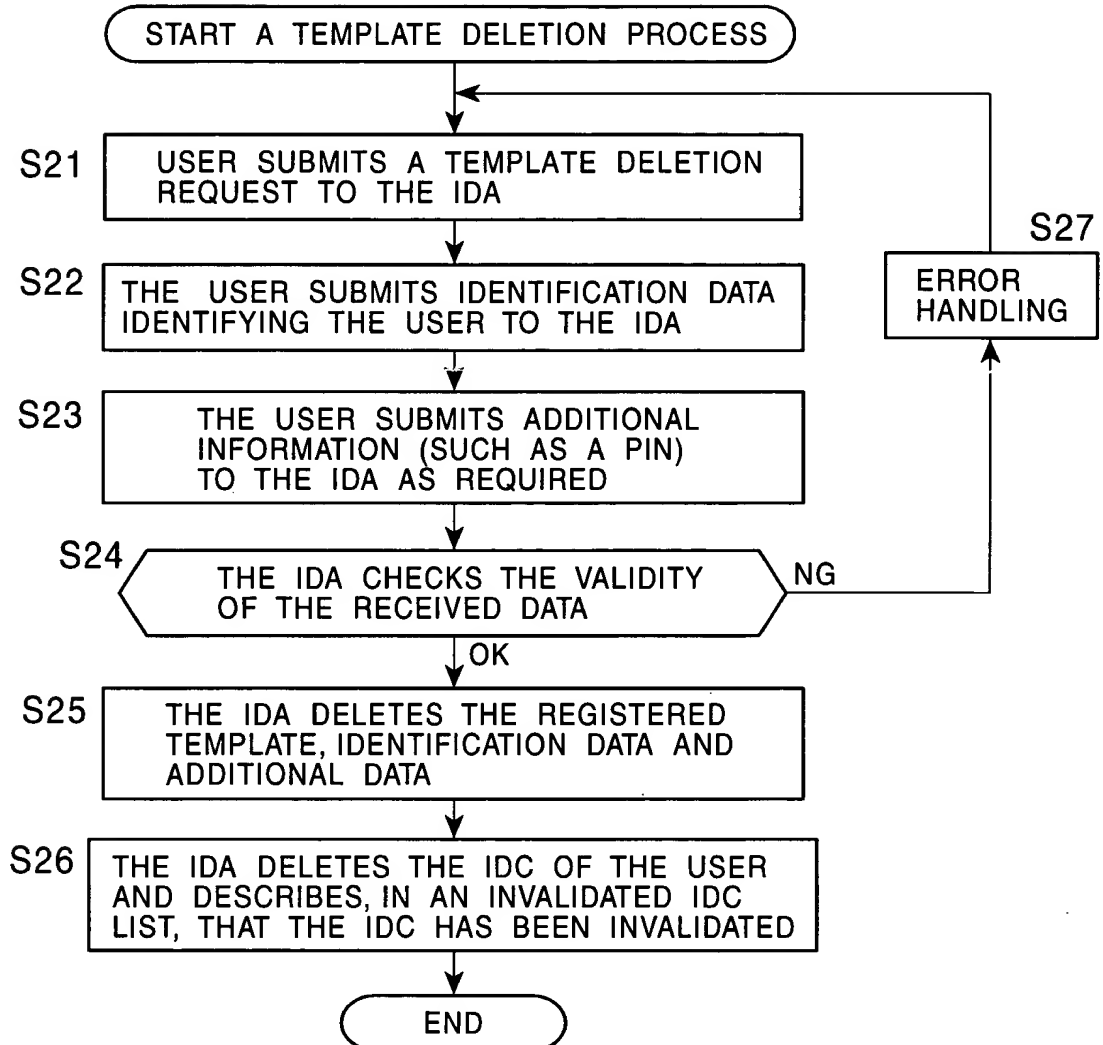 START A TEMPLATE DELETION PROCESS
S21
USER SUBMITS A TEMPLATE DELETION
REQUEST TO THE IDA
S27
ERROR
HANDLING
S22
THE USER SUBMITS IDENTIFICATION DATA
IDENTIFYING THE USER TO THE IDA
S23
THE USER SUBMITS ADDITIONAL
INFORMATION (SUCH AS A PIN)
TO THE IDA AS REQUIRED
S24
THE IDA CHECKS THE VALIDITY
OF THE RECEIVED DATA
NG
OK
S25
THE IDA DELETES THE REGISTERED
TEMPLATE, IDENTIFICATION DATA AND
ADDITIONAL DATA
S26
THE IDA DELETES THE IDC OF THE USER
AND DESCRIBES, IN AN INVALIDATED IDC
LIST, THAT THE IDC HAS BEEN INVALIDATED
END